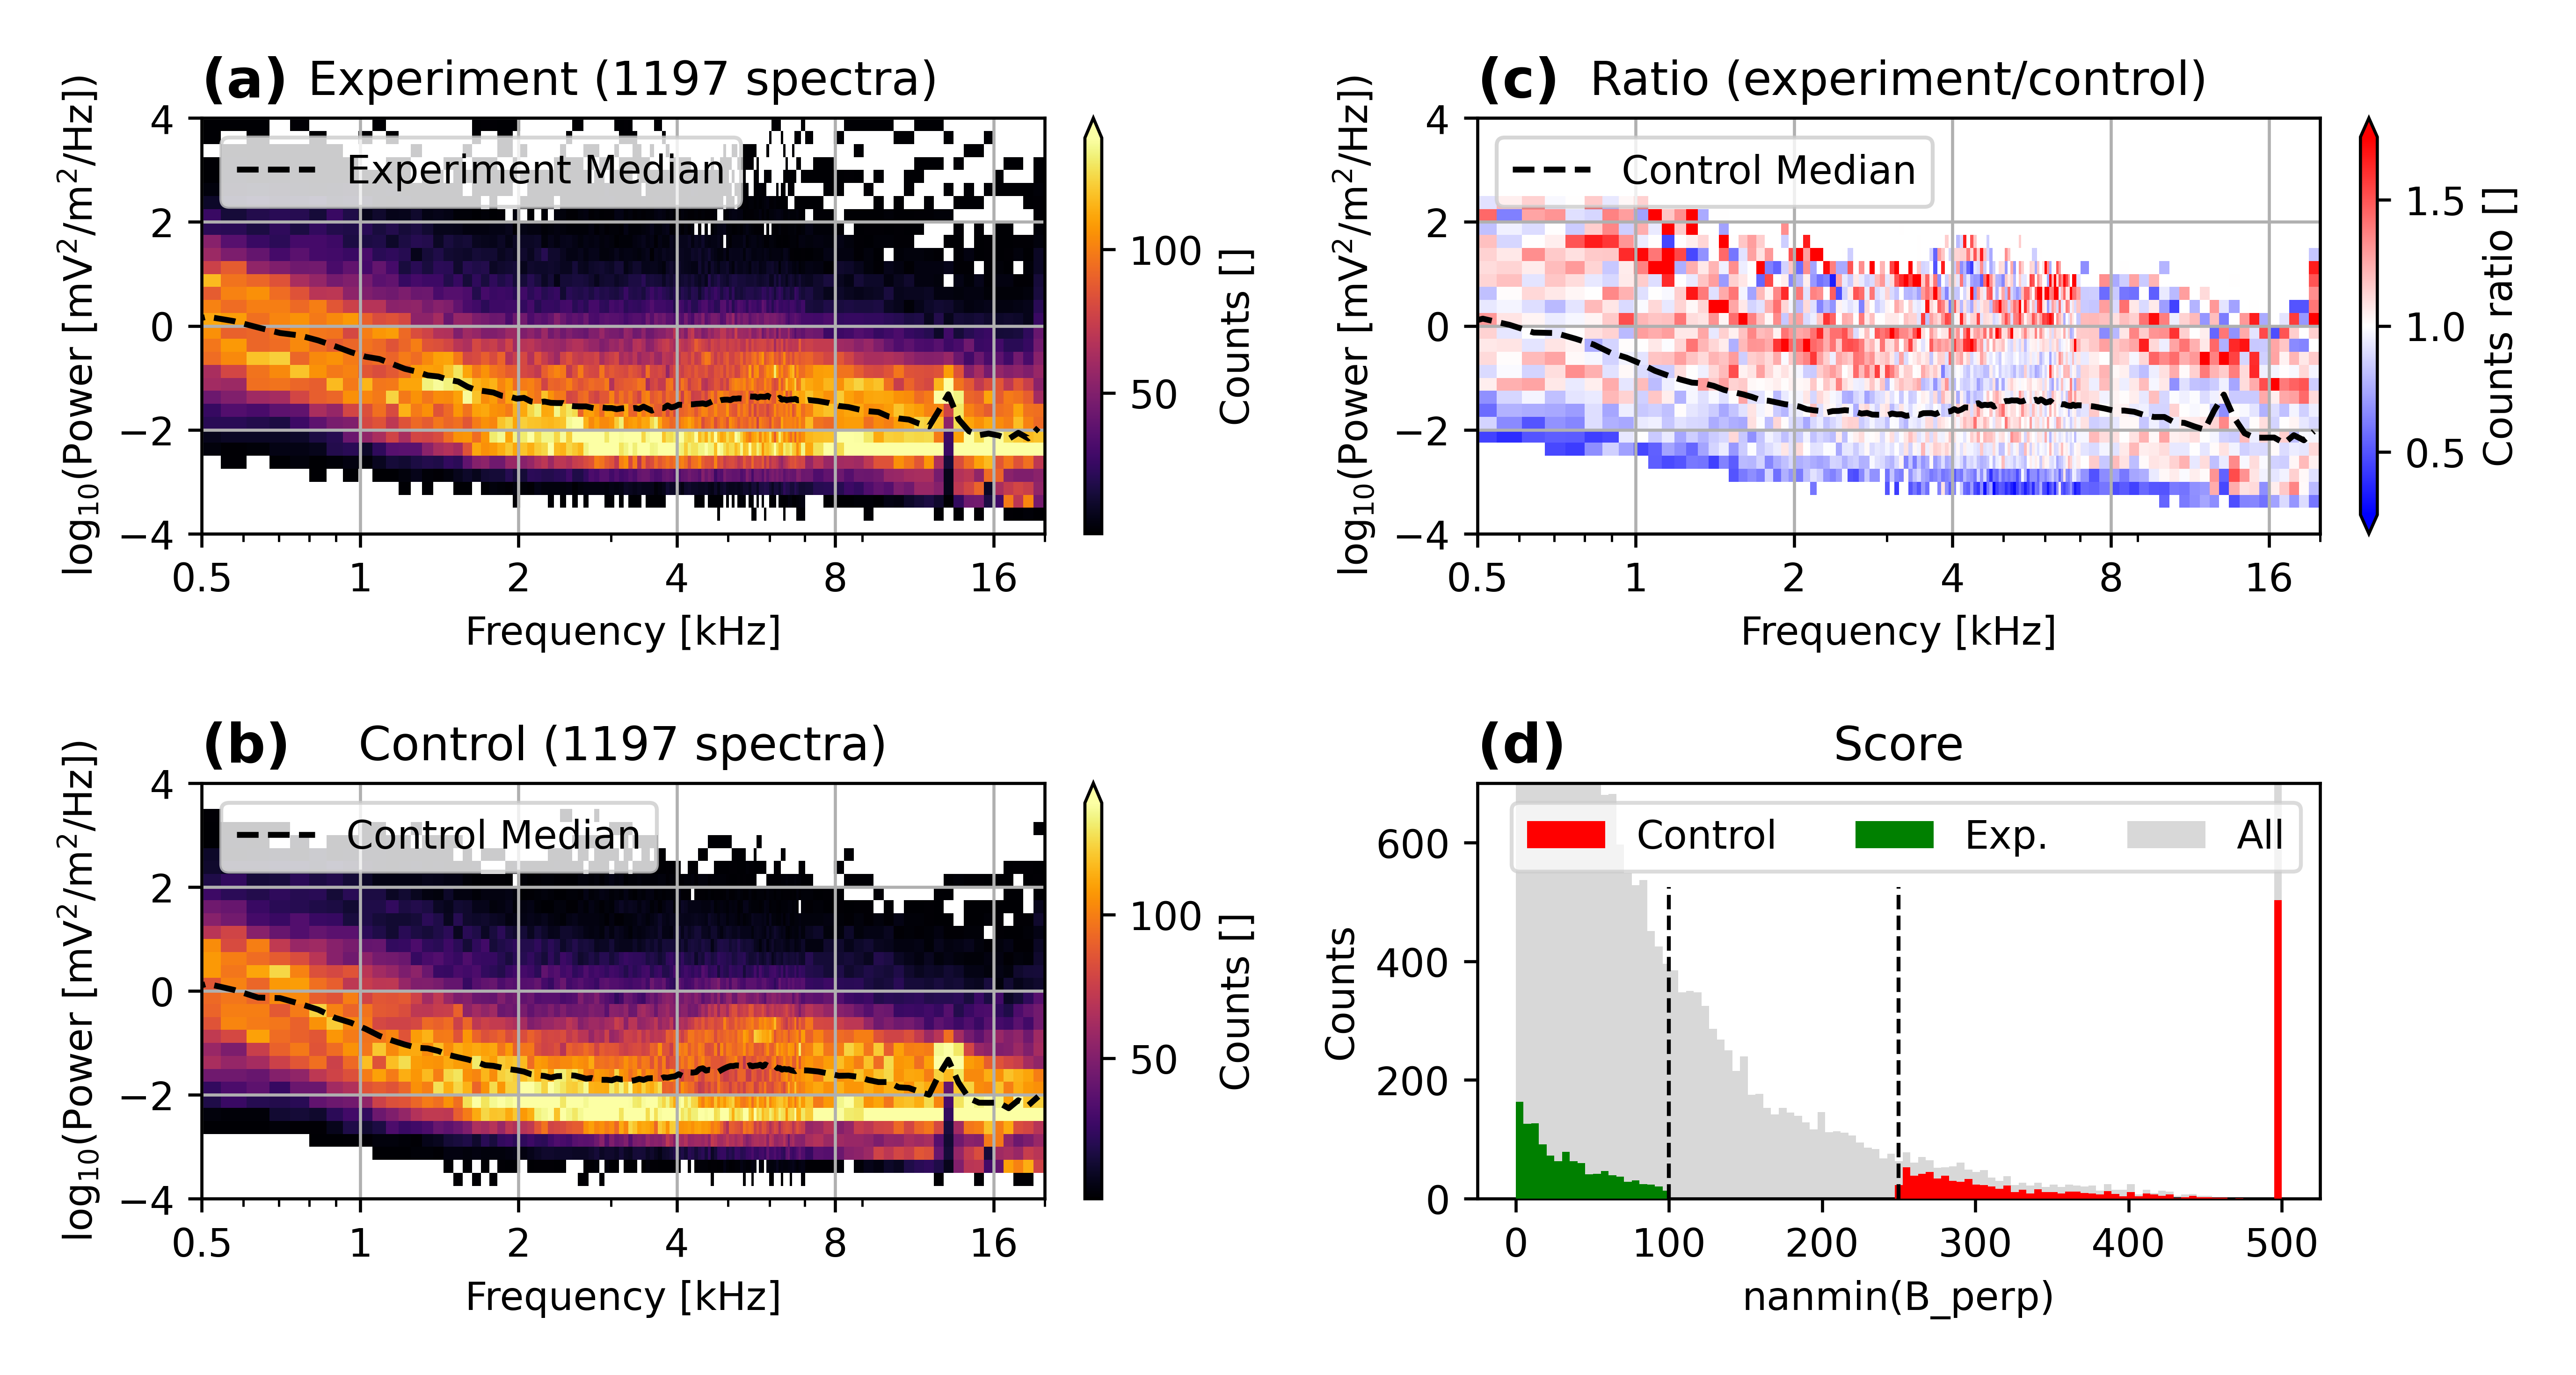 (a) Experiment (1197 spectra)
log10(Power [mV²/m²/Hz])
4
2
0
−2
−4
Experiment Median
0.5 1 2 4 8 16
Frequency [kHz]
100
50
Counts []
(c) Ratio (experiment/control)
log10(Power [mV²/m²/Hz])
4
2
0
−2
−4
Control Median
0.5 1 2 4 8 16
Frequency [kHz]
1.5
1.0
0.5
Counts ratio []
(b) Control (1197 spectra)
log10(Power [mV²/m²/Hz])
4
2
0
−2
−4
Control Median
0.5 1 2 4 8 16
Frequency [kHz]
100
50
Counts []
(d) Score
Counts
600
400
200
0
Control Exp. All
0 100 200 300 400 500
nanmin(B_perp)